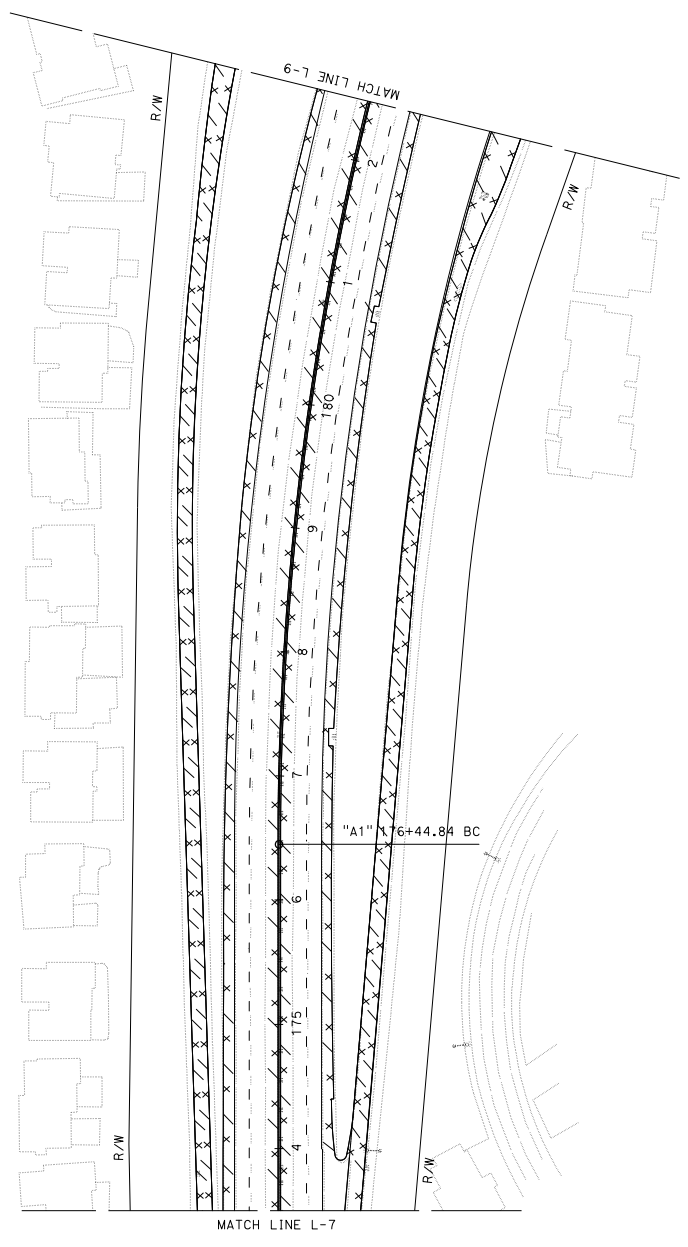 MATCH LINE L-9
R/W
R/W
2
1
180
9
8
7
"A1" 176+44.84 BC
6
175
4
R/W
R/W
MATCH LINE L-7